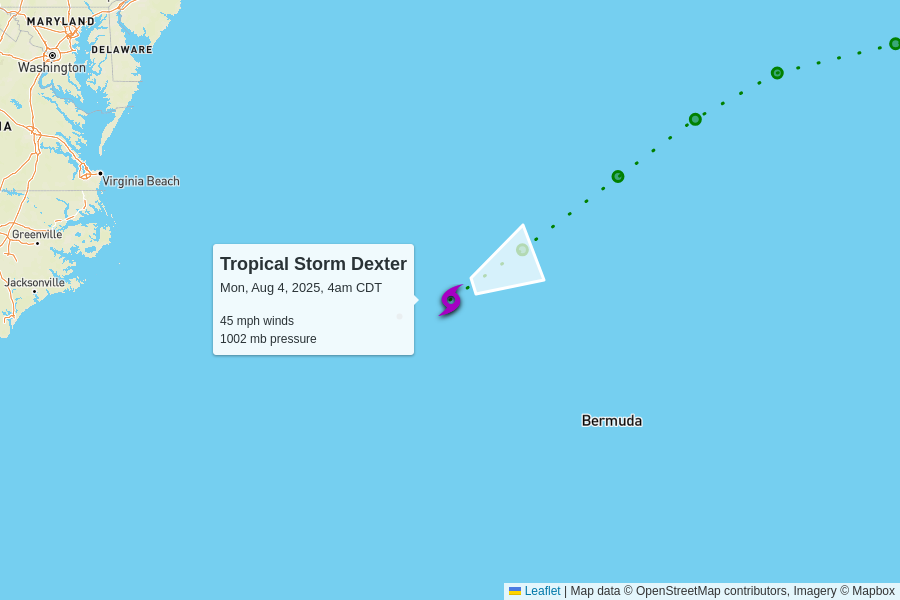 MARYLAND
DELAWARE
Washington
IA
Virginia Beach
Greenville
Jacksonville
Tropical Storm Dexter
Mon, Aug 4, 2025, 4am CDT
45 mph winds
1002 mb pressure
Bermuda
Leaflet | Map data © OpenStreetMap contributors, Imagery © Mapbox